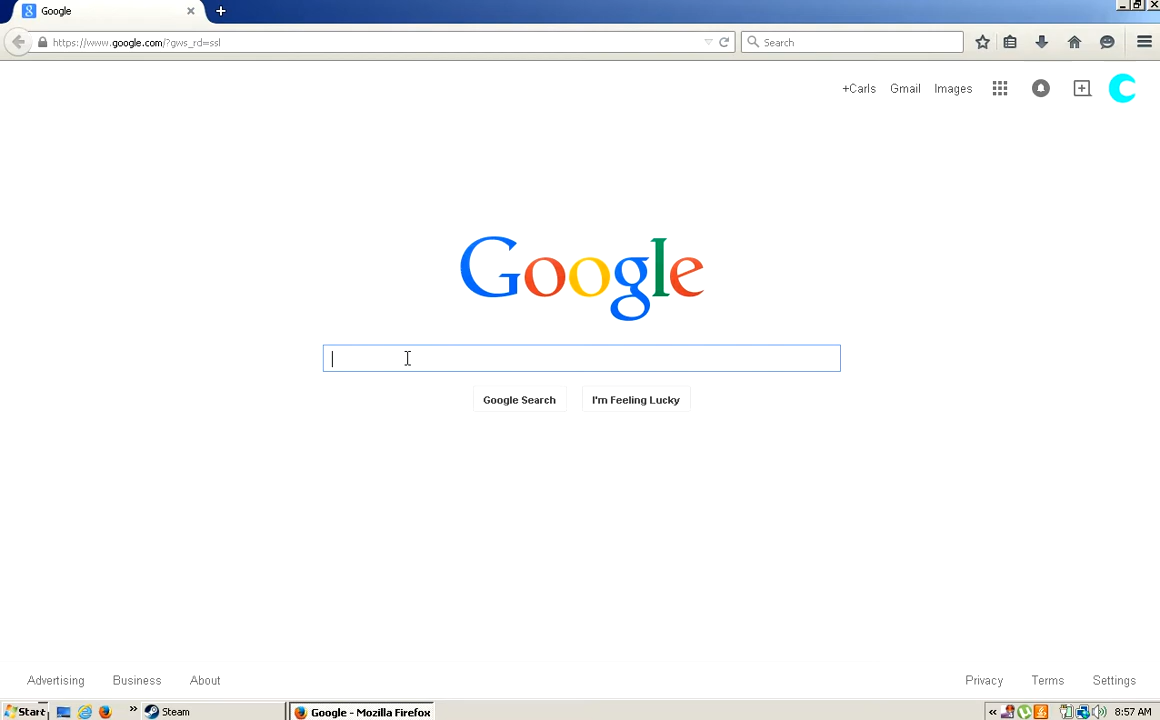 Google
https://www.google.com/?gws_rd=ssl
Search
+Carls Gmail Images
Google
Google Search I'm Feeling Lucky
Advertising Business About
Privacy Terms Settings
Start Steam Google - Mozilla Firefox 8:57 AM